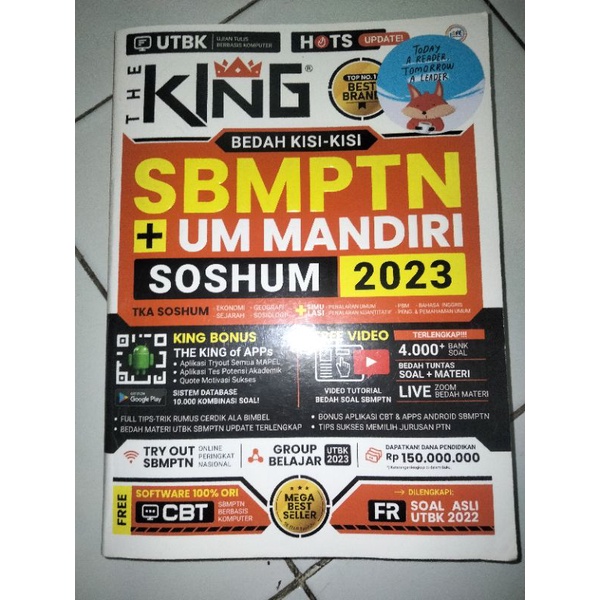 UTBK
UJIAN TULIS
BERBASIS KOMPUTER
HOTS UPDATE!
THE KING®
TOP NO. 1
BEST
BRAND
TODAY
A READER,
TOMORROW
A LEADER
BEDAH KISI-KISI
SBMPTN
+ UM MANDIRI
SOSHUM 2023
TKA SOSHUM
- EKONOMI - GEOGRAFI
- SEJARAH - SOSIOLOGI
+ SIMU
LASI
- PENALARAN UMUM - PBM - BAHASA INGGRIS
- PENALARAN KUANTITATIF - PENG. & PEMAHAMAN UMUM
KING BONUS
THE KING of APPs
• Aplikasi Tryout Semua MAPEL
• Aplikasi Tes Potensi Akademik
• Quote Motivasi Sukses
Google Play
SISTEM DATABASE
10.000 KOMBINASI SOAL!
FREE VIDEO
VIDEO TUTORIAL
BEDAH SOAL SBMPTN
TERLENGKAP!!!
4.000+ BANK
SOAL
BEDAH TUNTAS
SOAL + MATERI
LIVE ZOOM
BEDAH MATERI
• FULL TIPS-TRIK RUMUS CERDIK ALA BIMBEL
• BEDAH MATERI UTBK SBMPTN UPDATE TERLENGKAP
• BONUS APLIKASI CBT & APPS ANDROID SBMPTN
• TIPS SUKSES MEMILIH JURUSAN PTN
TRY OUT
SBMPTN
ONLINE
PERINGKAT
NASIONAL
GROUP
BELAJAR
UTBK
2023
DAPATKAN! DANA PENDIDIKAN
Rp 150.000.000
FREE
SOFTWARE 100% ORI
CBT
SBMPTN
BERBASIS
KOMPUTER
MEGA
BEST
SELLER
DILENGKAPI:
FR
SOAL ASLI
UTBK 2022